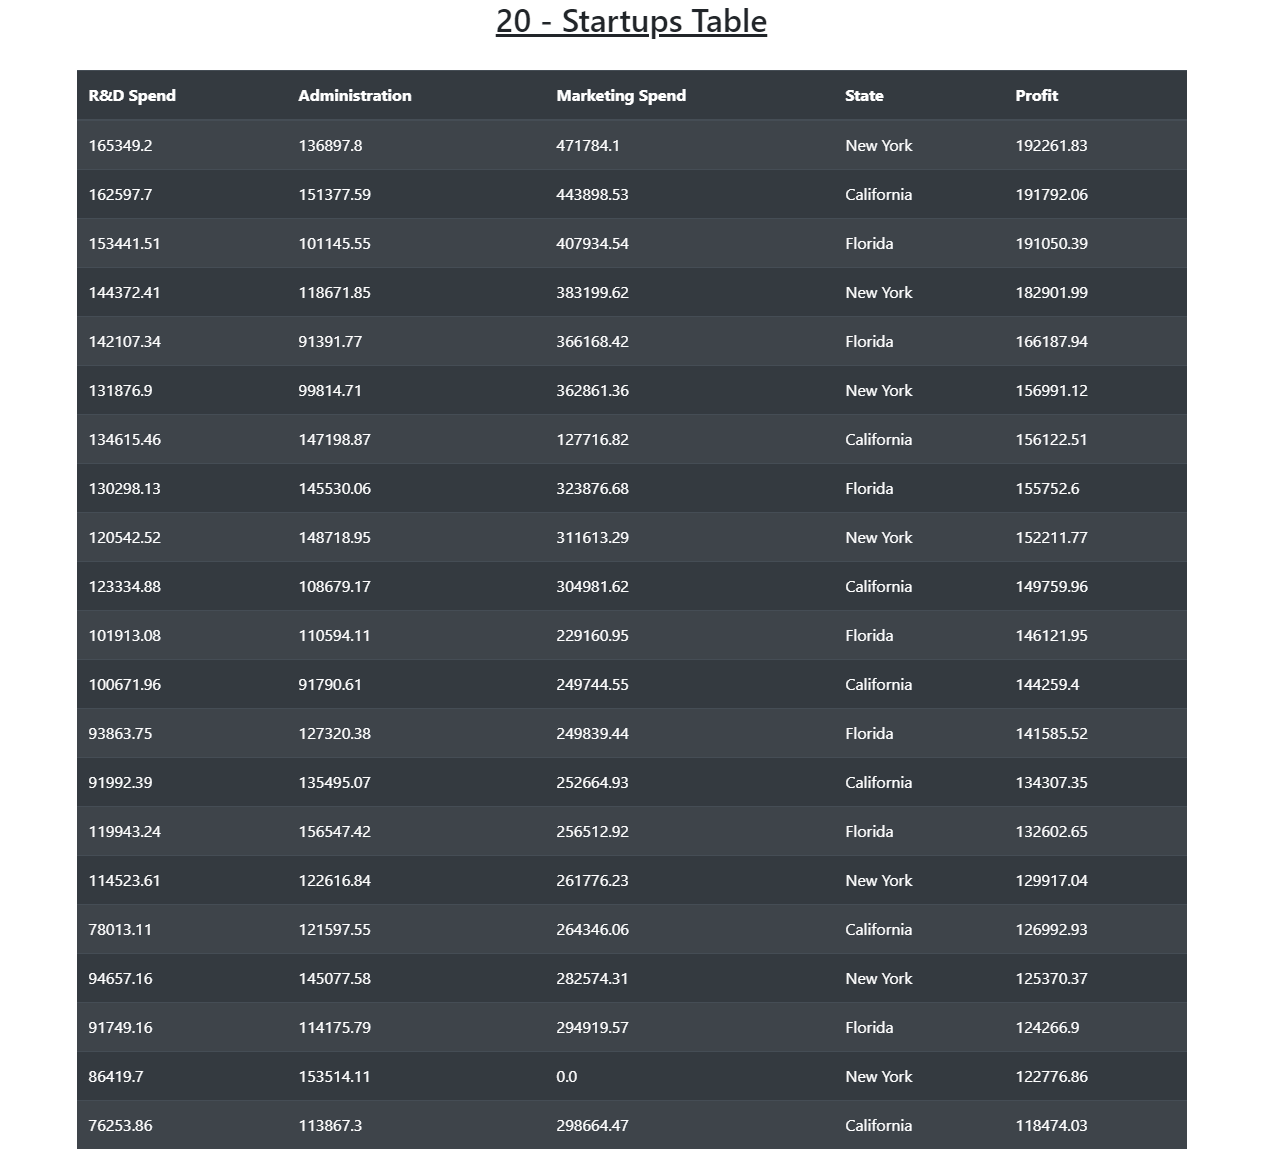 20 - Startups Table
R&D Spend Administration Marketing Spend State Profit
165349.2 136897.8 471784.1 New York 192261.83
162597.7 151377.59 443898.53 California 191792.06
153441.51 101145.55 407934.54 Florida 191050.39
144372.41 118671.85 383199.62 New York 182901.99
142107.34 91391.77 366168.42 Florida 166187.94
131876.9 99814.71 362861.36 New York 156991.12
134615.46 147198.87 127716.82 California 156122.51
130298.13 145530.06 323876.68 Florida 155752.6
120542.52 148718.95 311613.29 New York 152211.77
123334.88 108679.17 304981.62 California 149759.96
101913.08 110594.11 229160.95 Florida 146121.95
100671.96 91790.61 249744.55 California 144259.4
93863.75 127320.38 249839.44 Florida 141585.52
91992.39 135495.07 252664.93 California 134307.35
119943.24 156547.42 256512.92 Florida 132602.65
114523.61 122616.84 261776.23 New York 129917.04
78013.11 121597.55 264346.06 California 126992.93
94657.16 145077.58 282574.31 New York 125370.37
91749.16 114175.79 294919.57 Florida 124266.9
86419.7 153514.11 0.0 New York 122776.86
76253.86 113867.3 298664.47 California 118474.03